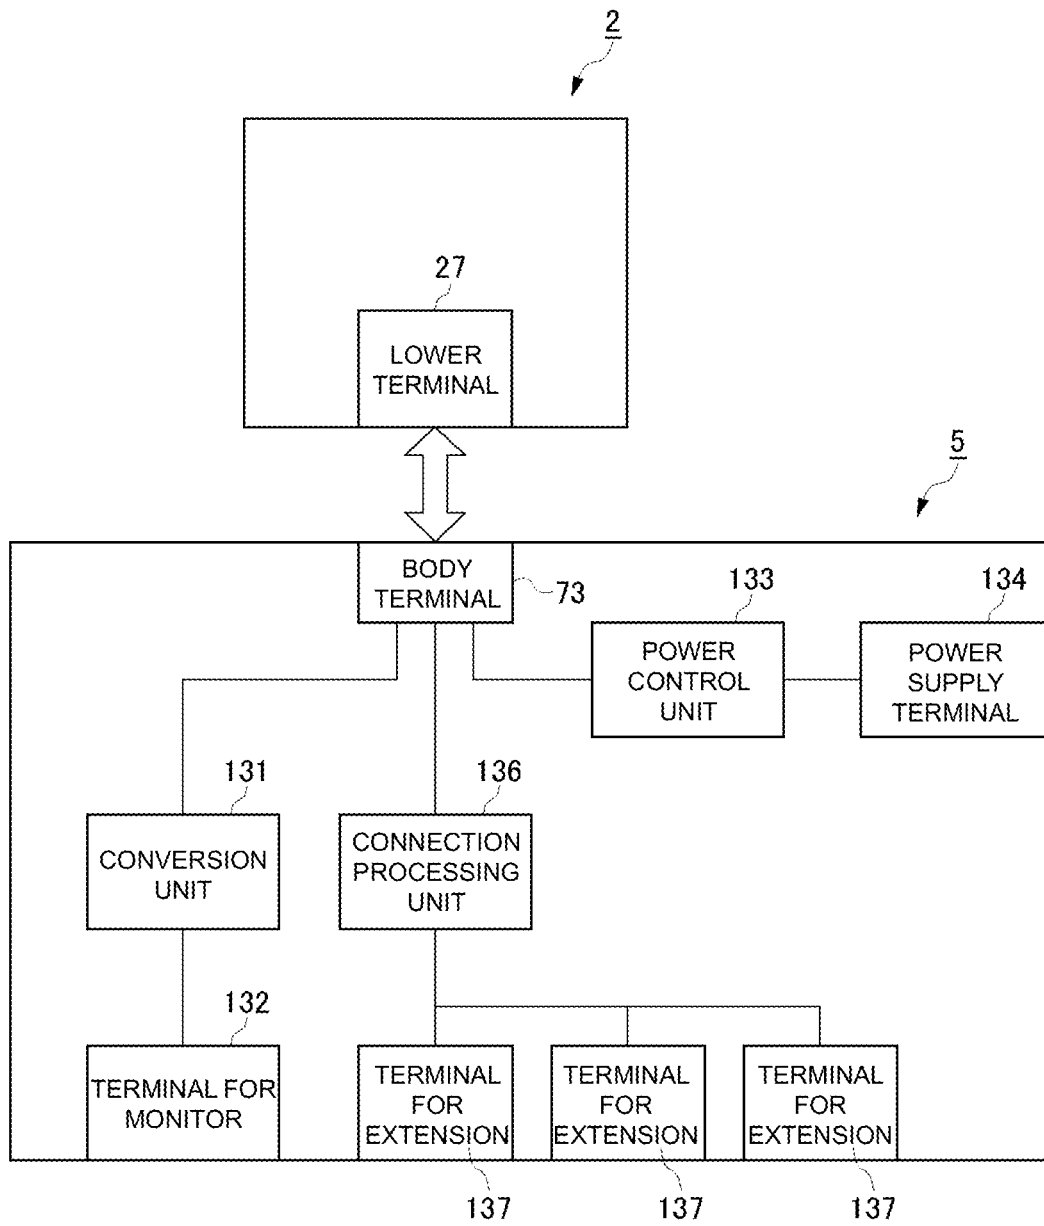 2
27
LOWER
TERMINAL
5
BODY
TERMINAL
73
133
134
POWER
CONTROL
UNIT
POWER
SUPPLY
TERMINAL
131
136
CONVERSION
UNIT
CONNECTION
PROCESSING
UNIT
132
TERMINAL FOR
MONITOR
TERMINAL
FOR
EXTENSION
TERMINAL
FOR
EXTENSION
TERMINAL
FOR
EXTENSION
137
137
137